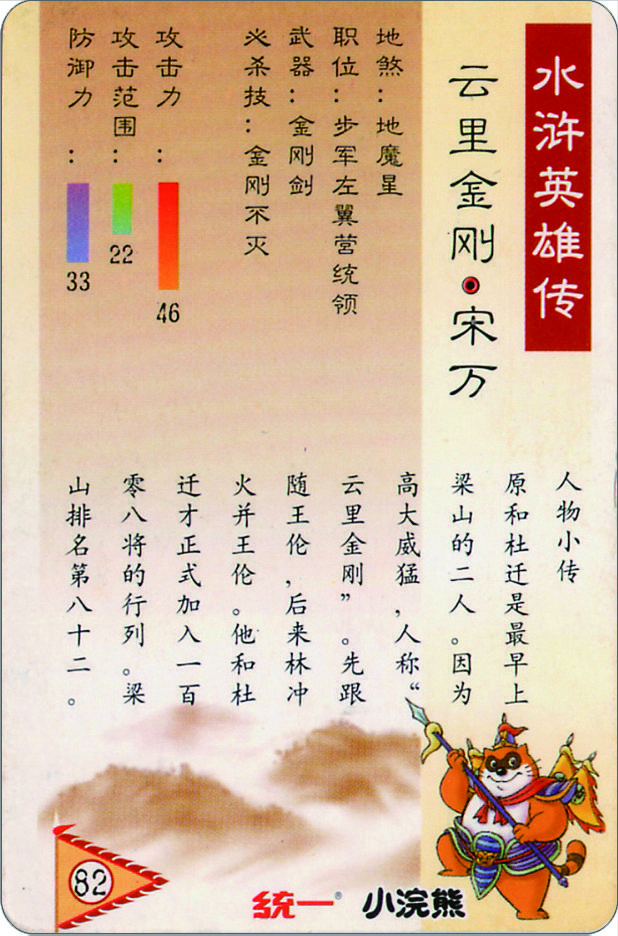 水浒英雄传
云里金刚·宋万
地煞：地魔星
职位：步军左翼营统领
武器：金刚剑
必杀技：金刚不灭
攻击力：
46
攻击范围：
22
防御力：
33
人物小传
原和杜迁是最早上
梁山的二人。因为
高大威猛，人称“
云里金刚”。先跟
随王伦，后来林冲
火并王伦。他和杜
迁才正式加入一百
零八将的行列。梁
山排名第八十二。
82
统一®
小浣熊